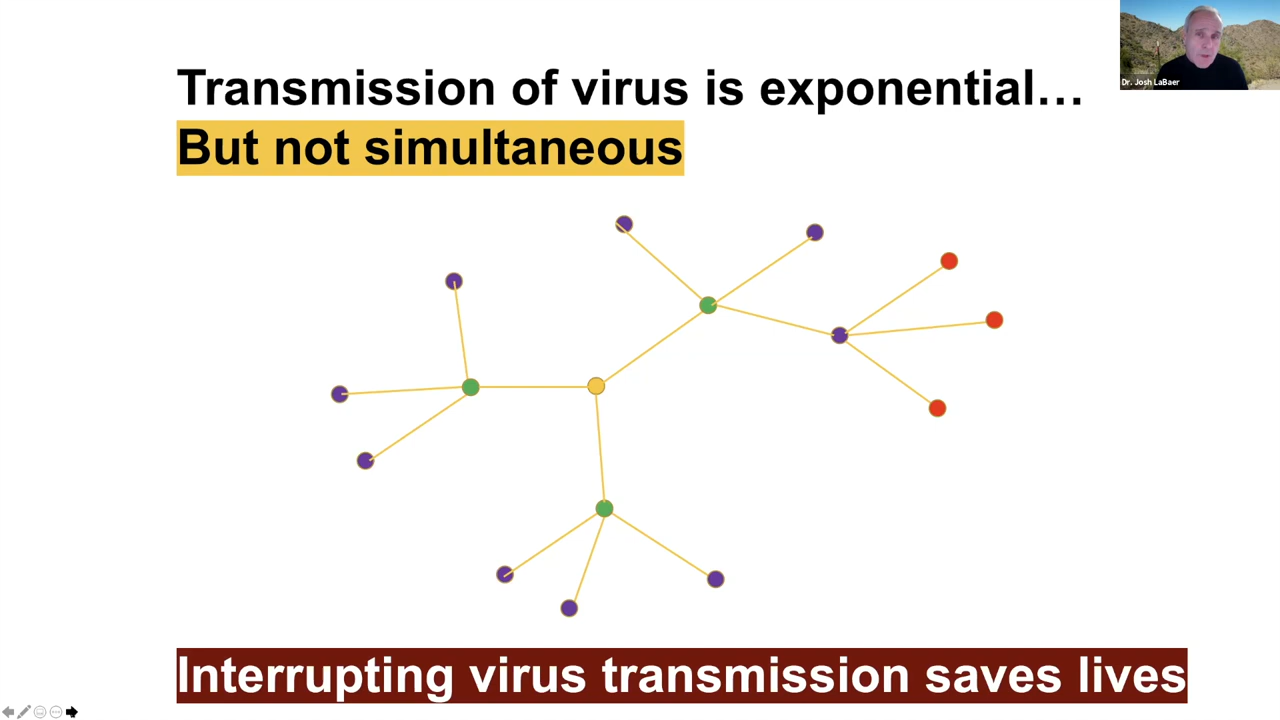 Dr. Josh LaBaer
Transmission of virus is exponential…
But not simultaneous
Interrupting virus transmission saves lives